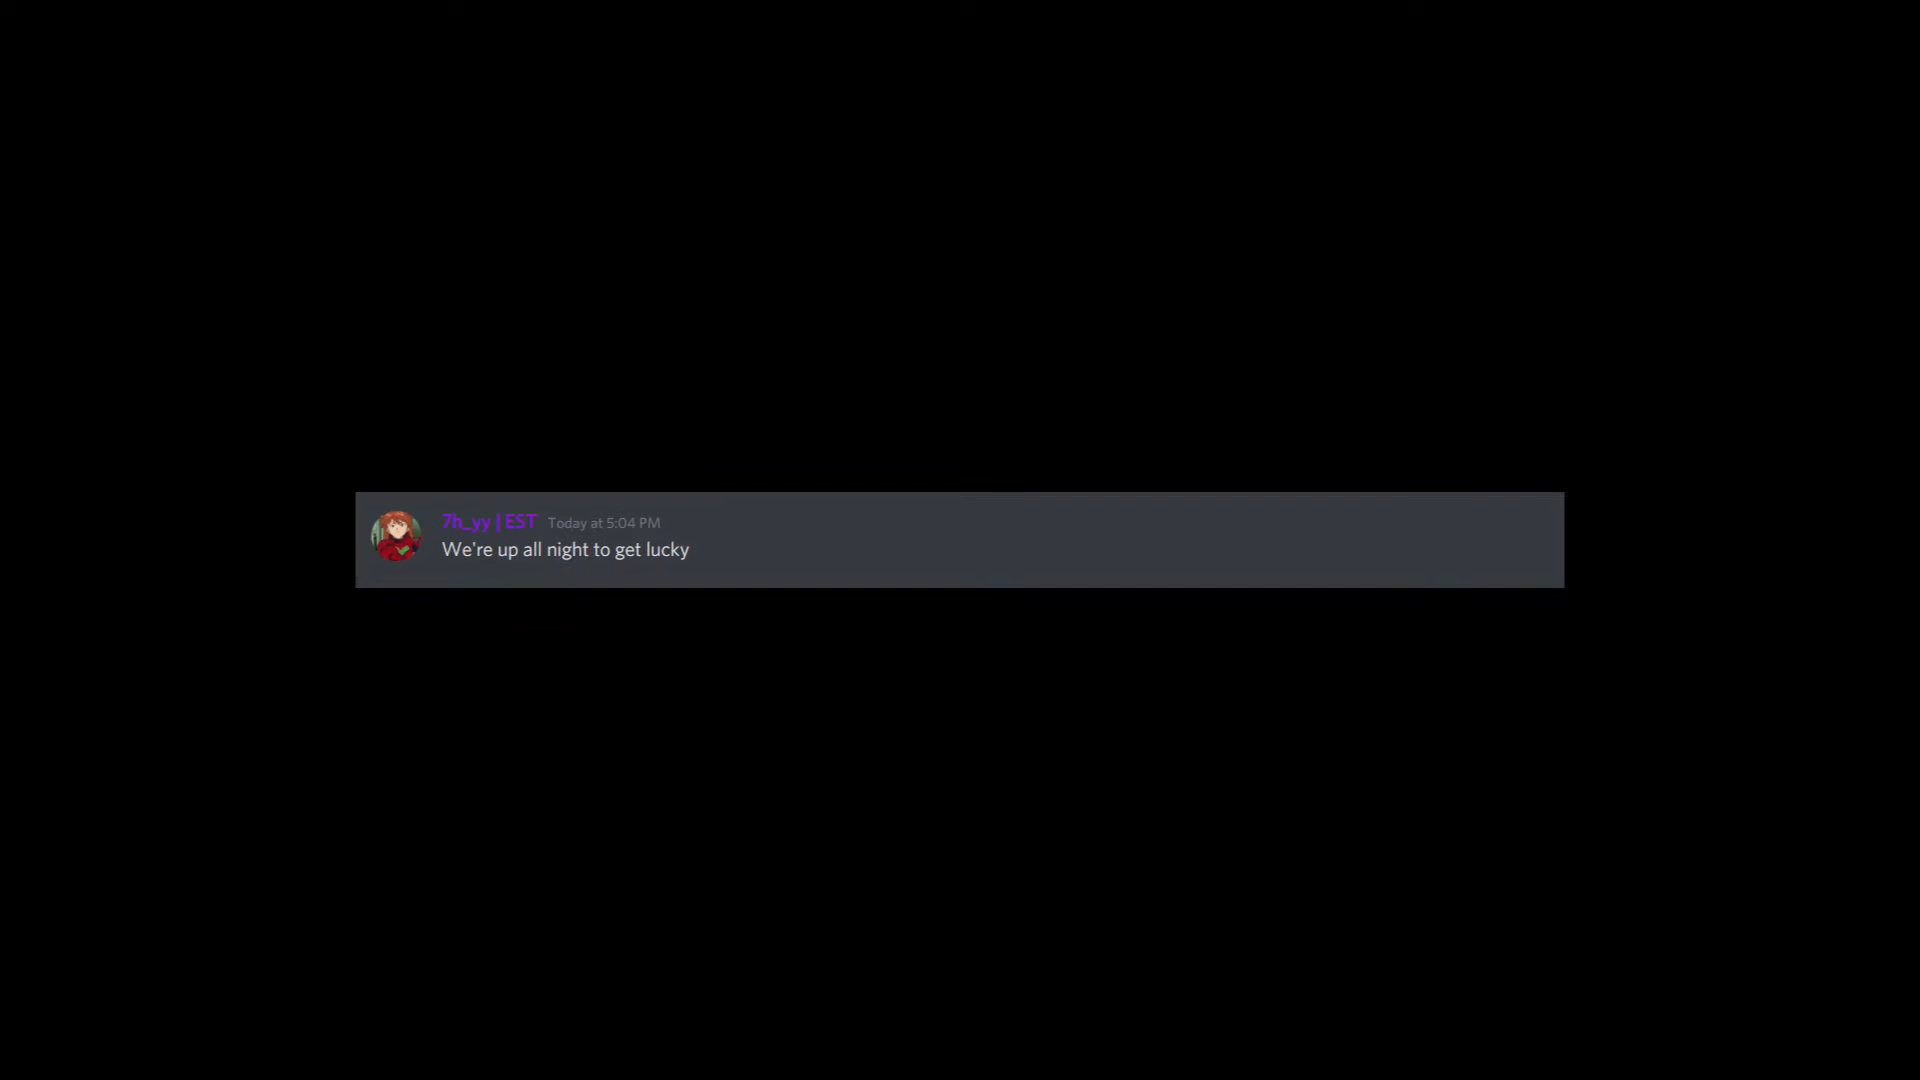 7h_yy | EST Today at 5:04 PM
We're up all night to get lucky